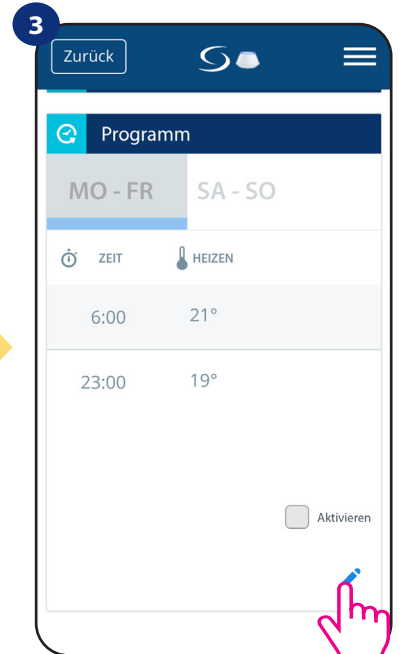 3
Zurück
Programm
MO - FR SA - SO
ZEIT HEIZEN
6:00 21°
23:00 19°
Aktivieren